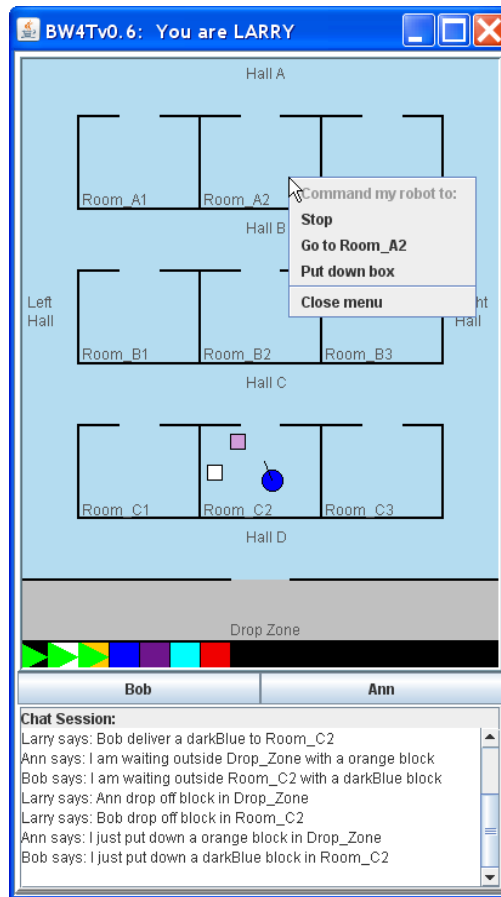 BW4Tv0.6: You are LARRY
Hall A
Room_A1
Room_A2
Command my robot to:
Stop
Go to Room_A2
Put down box
Close menu
Hall B
Left
Hall
Hall
Room_B1
Room_B2
Room_B3
Hall C
Room_C1
Room_C2
Room_C3
Hall D
Drop Zone
Bob
Ann
Chat Session:
Larry says: Bob deliver a darkBlue to Room_C2
Ann says: I am waiting outside Drop_Zone with a orange block
Bob says: I am waiting outside Room_C2 with a darkBlue block
Larry says: Ann drop off block in Drop_Zone
Larry says: Bob drop off block in Room_C2
Ann says: I just put down a orange block in Drop_Zone
Bob says: I just put down a darkBlue block in Room_C2